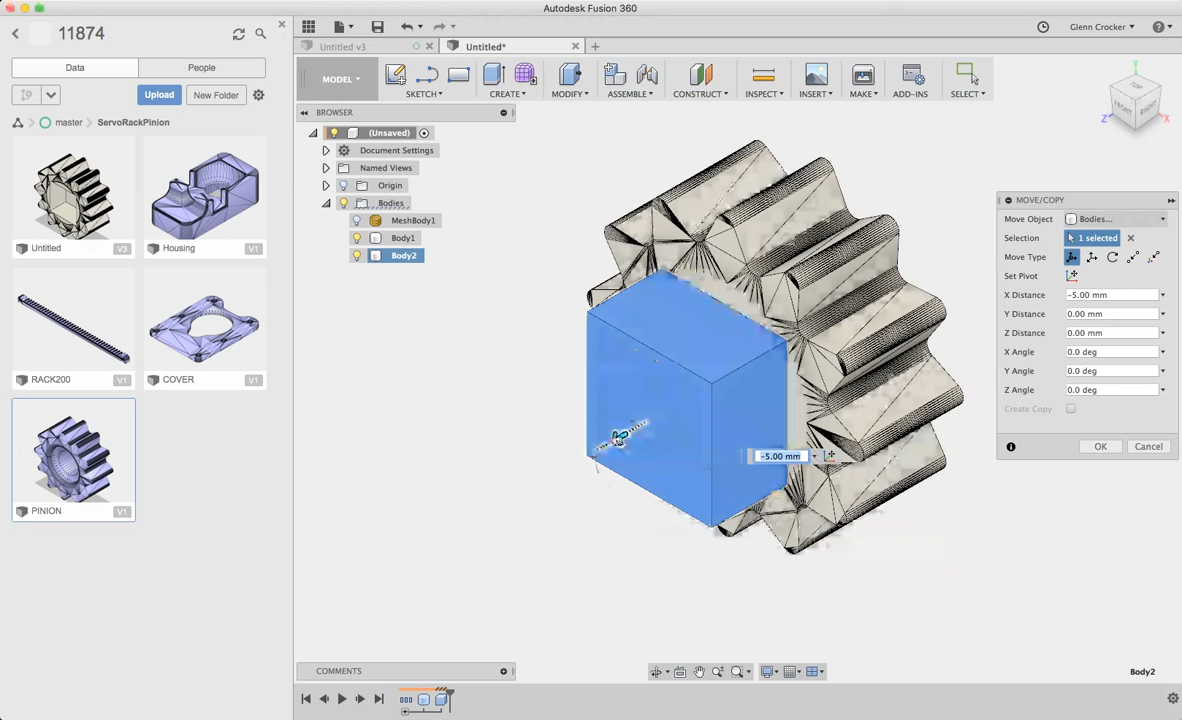 Autodesk Fusion 360
11874
Data
People
Upload
New Folder
master
ServoRackPinion
Untitled V3
Housing V1
RACK200 V1
COVER V1
PINION V1
Untitled v3
Untitled*
Glenn Crocker
MODEL
SKETCH
CREATE
MODIFY
ASSEMBLE
CONSTRUCT
INSPECT
INSERT
MAKE
ADD-INS
SELECT
BROWSER
(Unsaved)
Document Settings
Named Views
Origin
Bodies
MeshBody1
Body1
Body2
TOP
FRONT
RIGHT
Y
Z
X
MOVE/COPY
Move Object Bodies...
Selection 1 selected
Move Type
Set Pivot
X Distance -5.00 mm
Y Distance 0.00 mm
Z Distance 0.00 mm
X Angle 0.0 deg
Y Angle 0.0 deg
Z Angle 0.0 deg
Create Copy
OK Cancel
-5.00 mm
COMMENTS
Body2